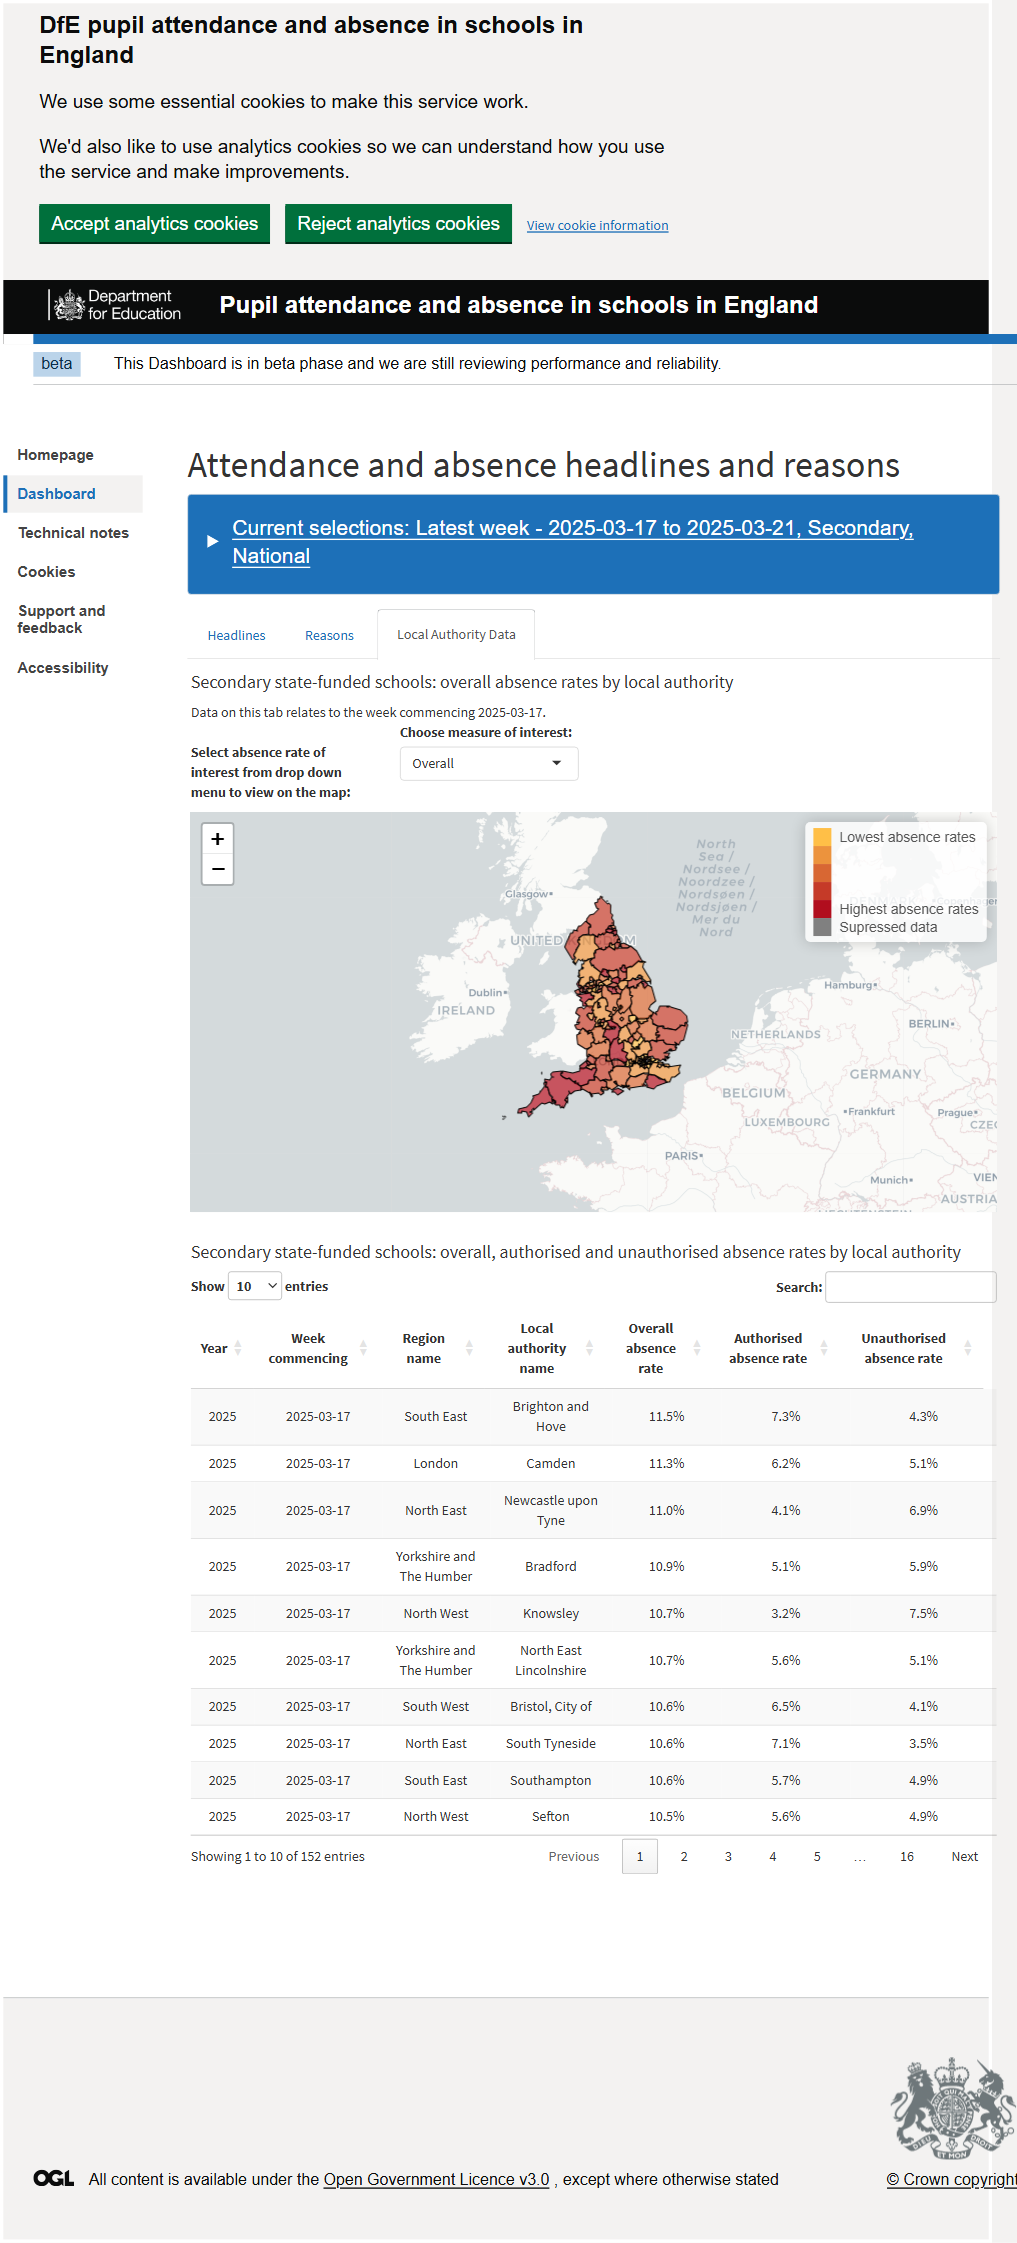 DfE pupil attendance and absence in schools in
England
We use some essential cookies to make this service work.
We'd also like to use analytics cookies so we can understand how you use
the service and make improvements.
Accept analytics cookies
Reject analytics cookies
View cookie information
Department
for Education
Pupil attendance and absence in schools in England
beta
This Dashboard is in beta phase and we are still reviewing performance and reliability.
Homepage
Dashboard
Technical notes
Cookies
Support and
feedback
Accessibility
Attendance and absence headlines and reasons
Current selections: Latest week - 2025-03-17 to 2025-03-21, Secondary,
National
Headlines
Reasons
Local Authority Data
Secondary state-funded schools: overall absence rates by local authority
Data on this tab relates to the week commencing 2025-03-17.
Select absence rate of
interest from drop down
menu to view on the map:
Choose measure of interest:
Overall
+
−
Lowest absence rates
Highest absence rates
Supressed data
North
Sea /
Nordsee /
Noordzee /
Nordsøen /
Nordsjøen /
Mer du
Nord
Glasgow
UNITED KINGDOM
Dublin
IRELAND
Hamburg
BERLIN
NETHERLANDS
GERMANY
BELGIUM
Frankfurt
Prague
LUXEMBOURG
CZEC
PARIS
Munich
VIEN
AUSTRIA
Secondary state-funded schools: overall, authorised and unauthorised absence rates by local authority
Show 10 entries
Search:
Year Week commencing Region name Local authority name Overall absence rate Authorised absence rate Unauthorised absence rate
2025 2025-03-17 South East Brighton and Hove 11.5% 7.3% 4.3%
2025 2025-03-17 London Camden 11.3% 6.2% 5.1%
2025 2025-03-17 North East Newcastle upon Tyne 11.0% 4.1% 6.9%
2025 2025-03-17 Yorkshire and The Humber Bradford 10.9% 5.1% 5.9%
2025 2025-03-17 North West Knowsley 10.7% 3.2% 7.5%
2025 2025-03-17 Yorkshire and The Humber North East Lincolnshire 10.7% 5.6% 5.1%
2025 2025-03-17 South West Bristol, City of 10.6% 6.5% 4.1%
2025 2025-03-17 North East South Tyneside 10.6% 7.1% 3.5%
2025 2025-03-17 South East Southampton 10.6% 5.7% 4.9%
2025 2025-03-17 North West Sefton 10.5% 5.6% 4.9%
Showing 1 to 10 of 152 entries
Previous 1 2 3 4 5 … 16 Next
OGL All content is available under the Open Government Licence v3.0 , except where otherwise stated
© Crown copyright